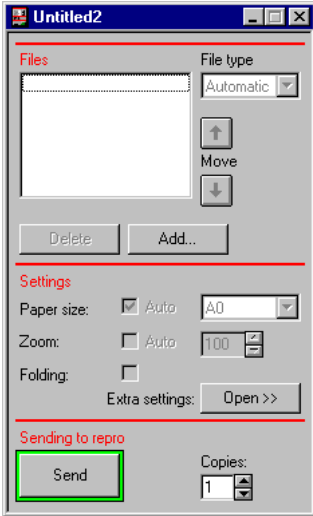 Untitled2
Files
File type
Automatic
Move
Delete
Add...
Settings
Paper size:
Auto
A0
Zoom:
Auto
100
Folding:
Extra settings:
Open >>
Sending to repro
Send
Copies:
1